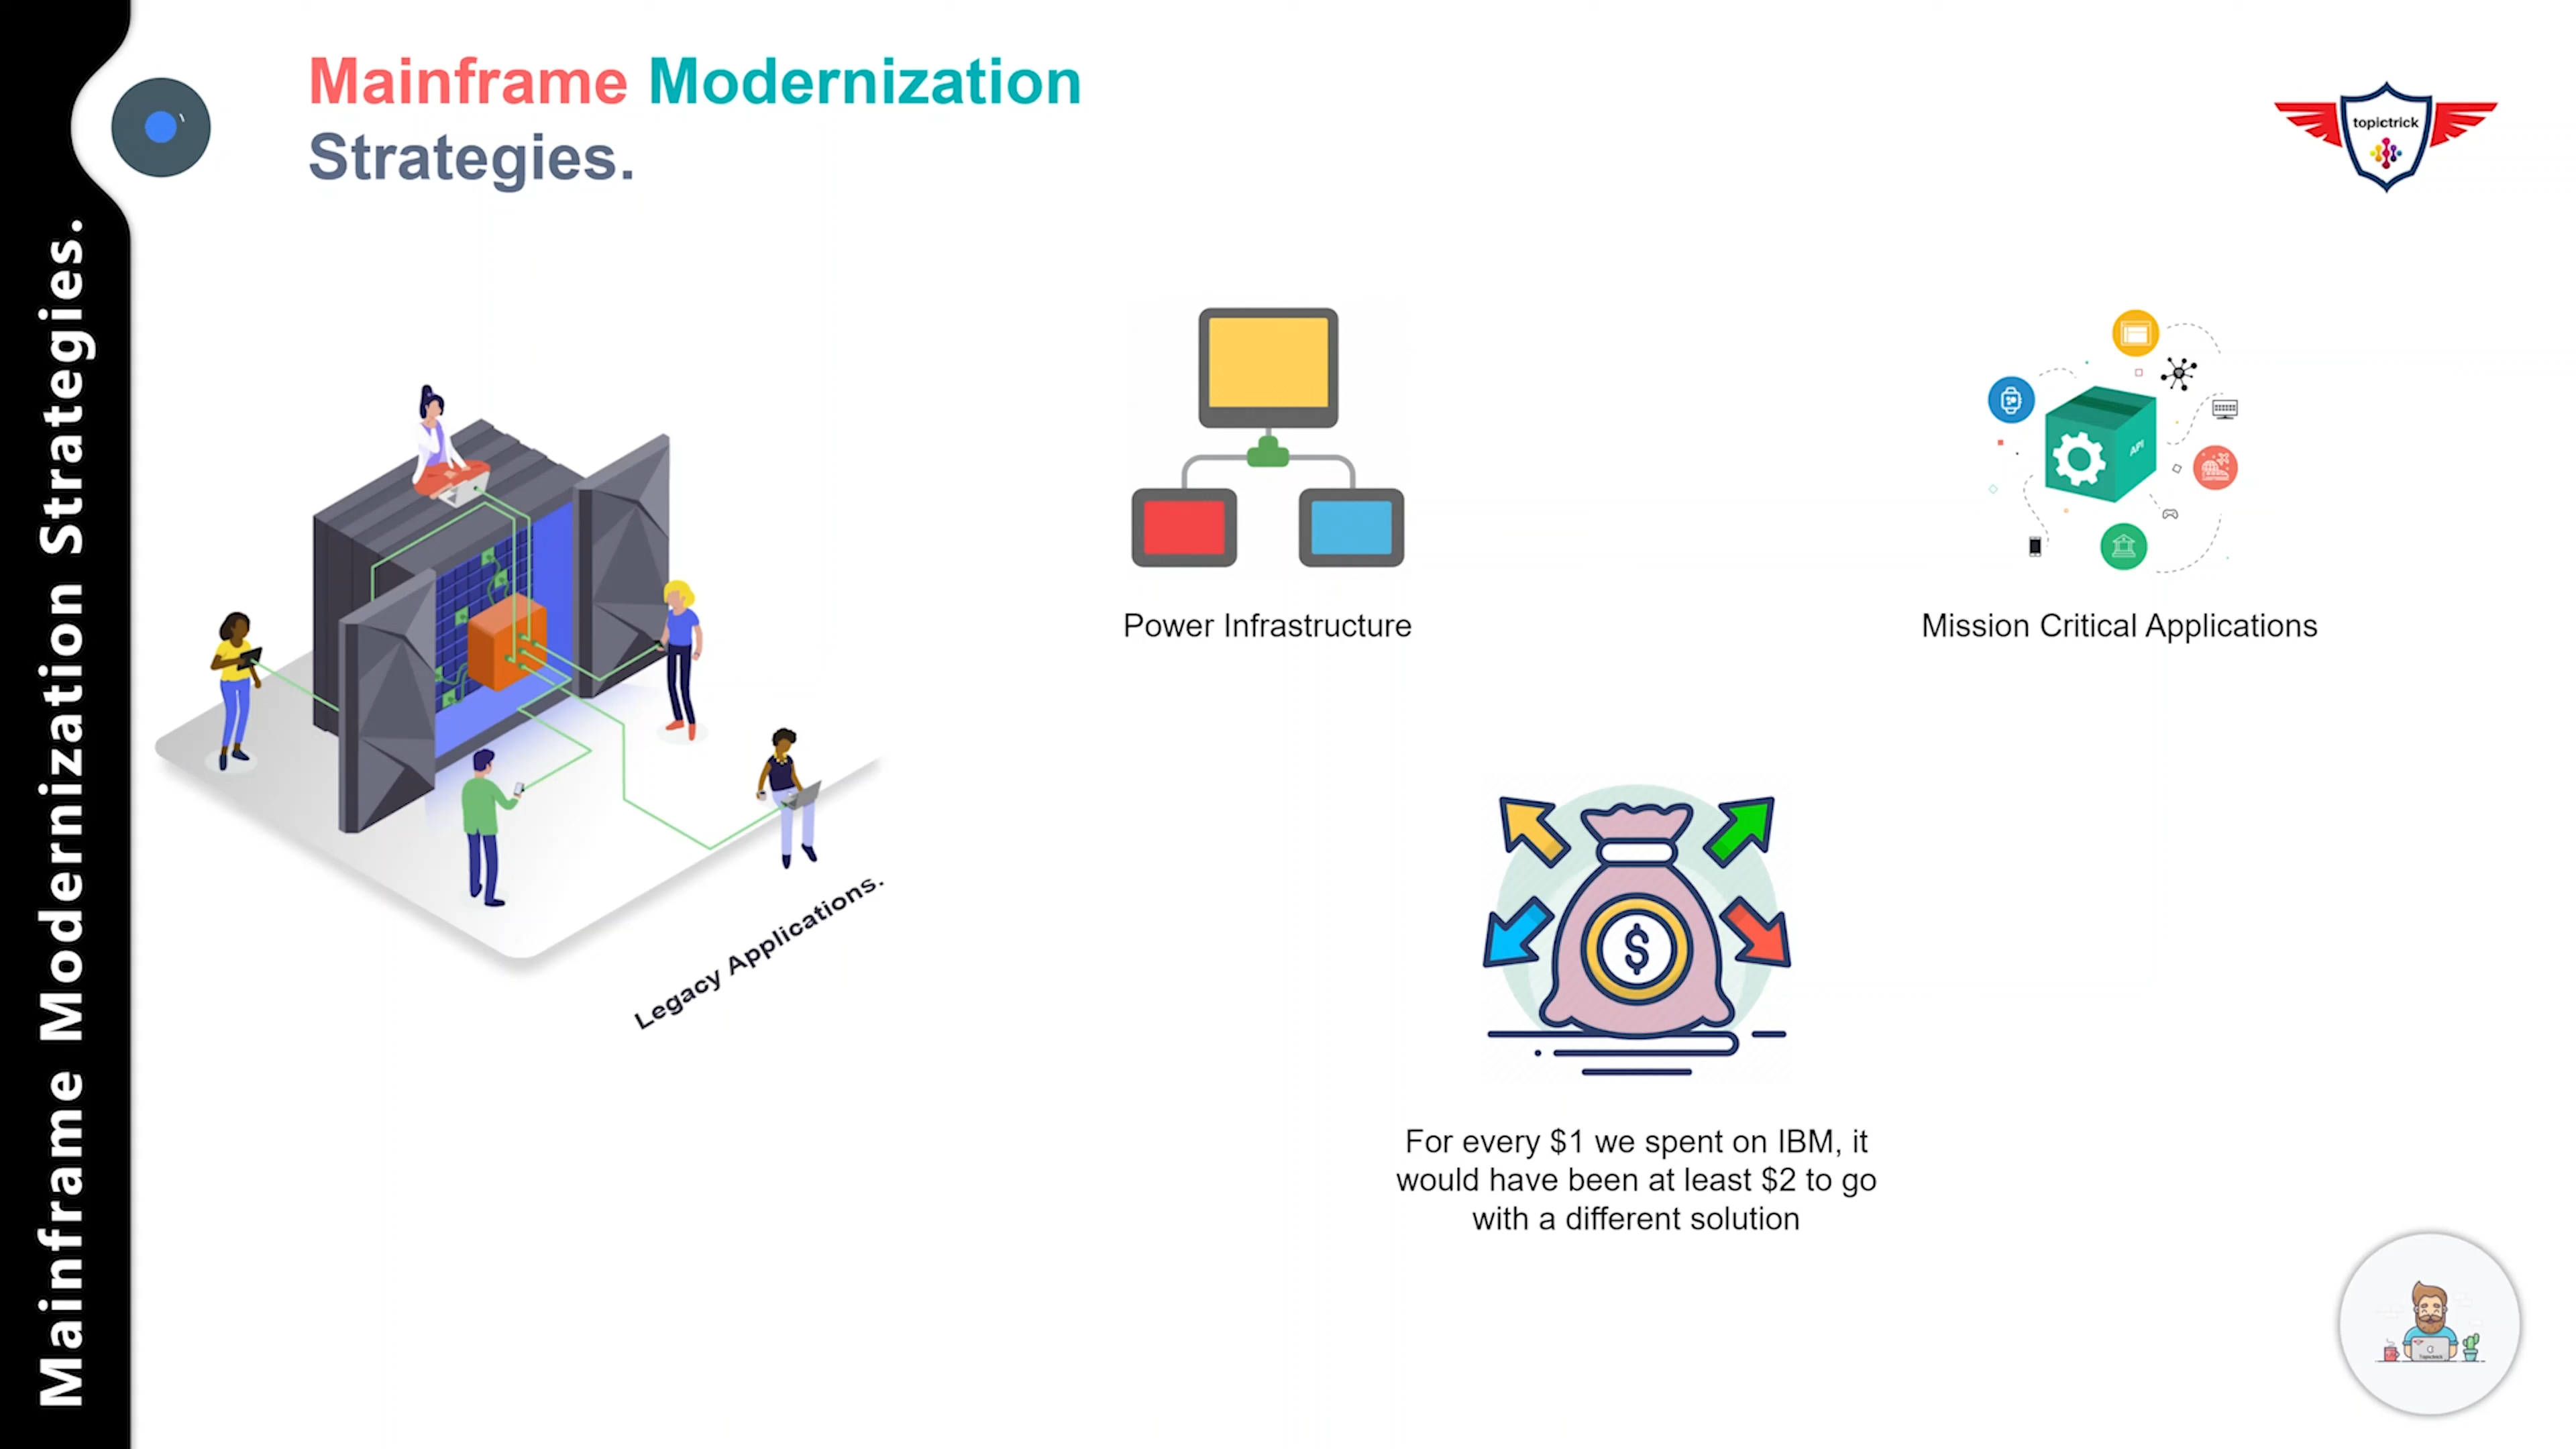 Mainframe Modernization Strategies.
Mainframe Modernization
Strategies.
topictrick
API
Power Infrastructure
Mission Critical Applications
Legacy Applications.
$
For every $1 we spent on IBM, it
would have been at least $2 to go
with a different solution